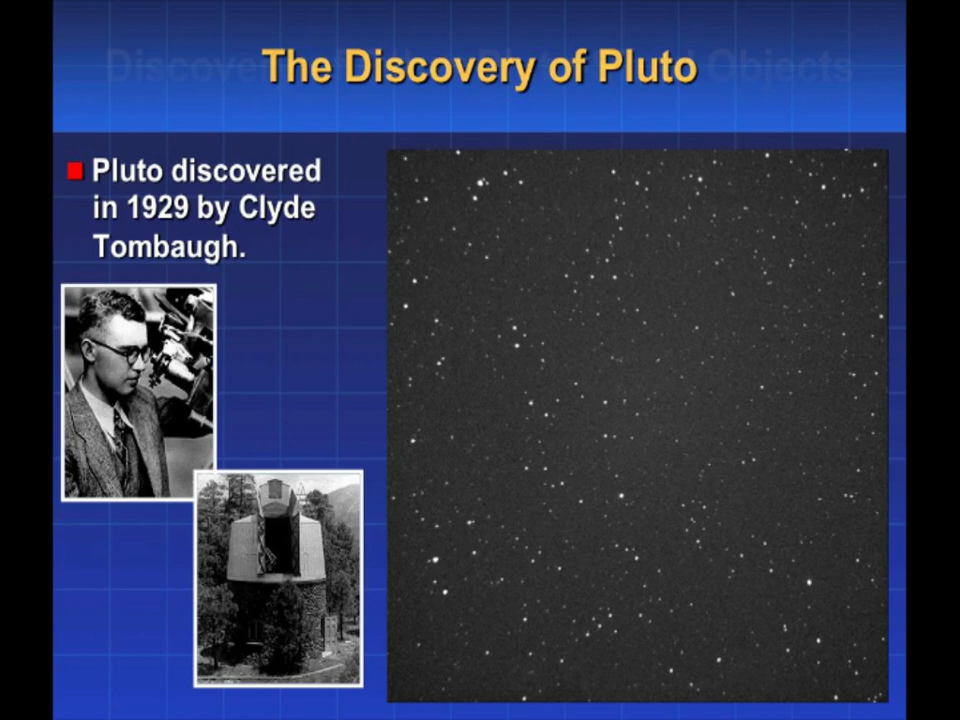 The Discovery of Pluto
Pluto discovered
in 1929 by Clyde
Tombaugh.